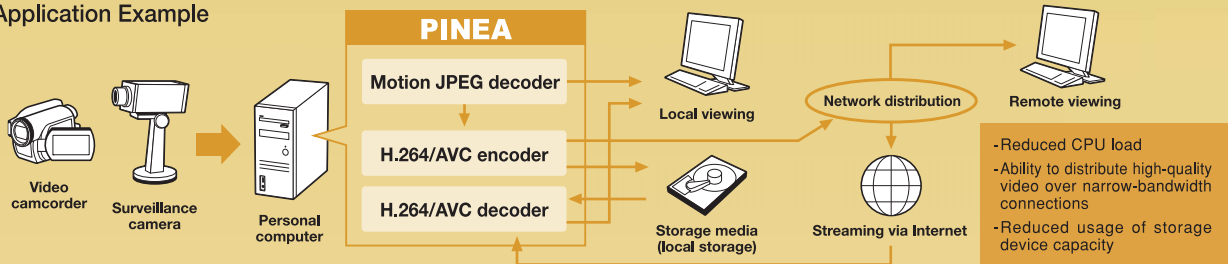 Application Example
PINEA
Motion JPEG decoder
H.264/AVC encoder
H.264/AVC decoder
Video
camcorder
Surveillance
camera
Personal
computer
Local viewing
Storage media
(local storage)
Network distribution
Streaming via Internet
Remote viewing
-Reduced CPU load
-Ability to distribute high-quality
video over narrow-bandwidth
connections
-Reduced usage of storage
device capacity